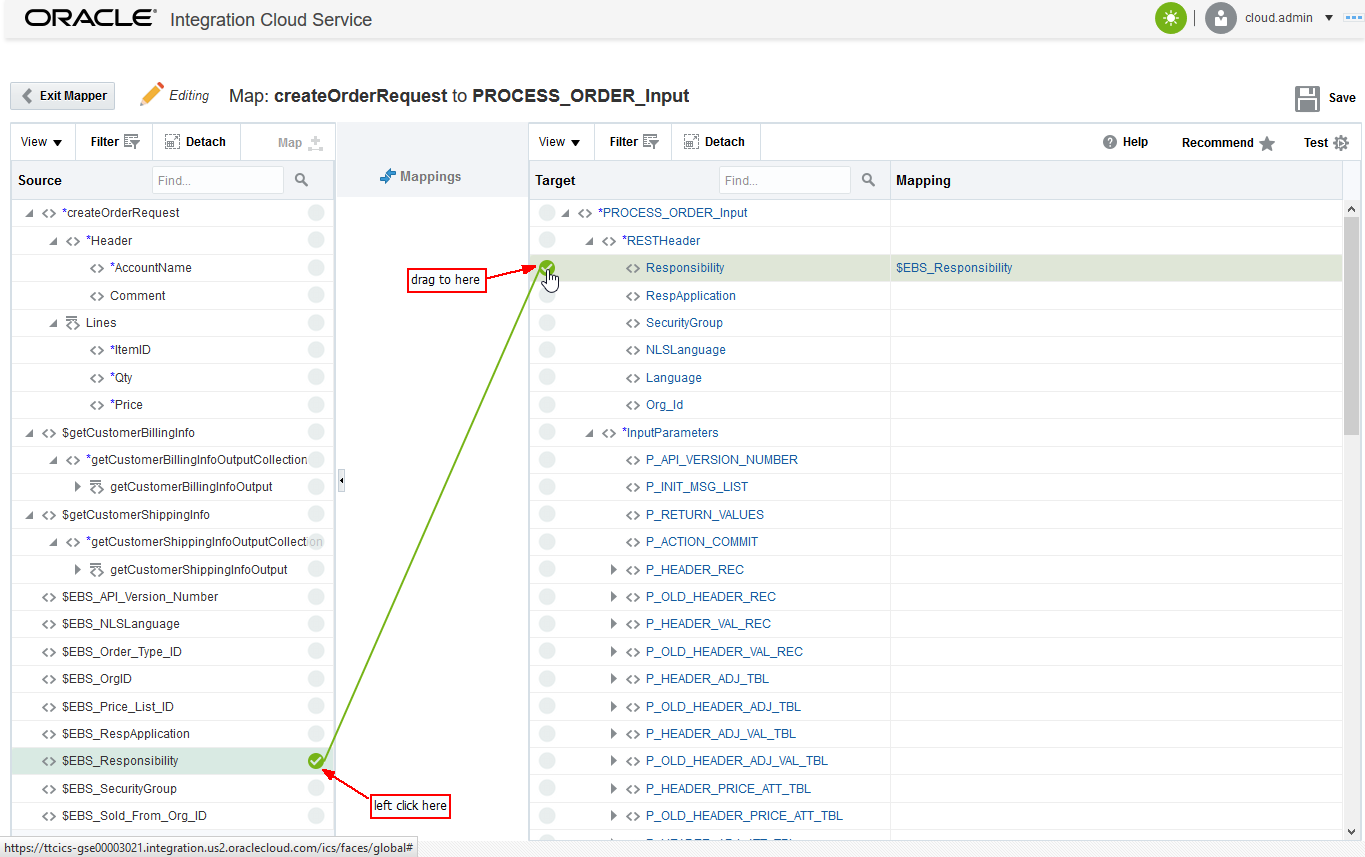 ORACLE Integration Cloud Service cloud.admin
Exit Mapper Editing Map: createOrderRequest to PROCESS_ORDER_Input Save
View Filter Detach Map View Filter Detach Help Recommend Test
Mappings
Source Find... Target Find... Mapping
*createOrderRequest *PROCESS_ORDER_Input
*Header *RESTHeader
*AccountName Responsibility $EBS_Responsibility
drag to here
Comment RespApplication
Lines SecurityGroup
*ItemID NLSLanguage
*Qty Language
*Price Org_Id
$getCustomerBillingInfo *InputParameters
*getCustomerBillingInfoOutputCollection P_API_VERSION_NUMBER
getCustomerBillingInfoOutput P_INIT_MSG_LIST
$getCustomerShippingInfo P_RETURN_VALUES
*getCustomerShippingInfoOutputCollection P_ACTION_COMMIT
getCustomerShippingInfoOutput P_HEADER_REC
$EBS_API_Version_Number P_OLD_HEADER_REC
$EBS_NLSLanguage P_HEADER_VAL_REC
$EBS_Order_Type_ID P_OLD_HEADER_VAL_REC
$EBS_OrgID P_HEADER_ADJ_TBL
$EBS_Price_List_ID P_OLD_HEADER_ADJ_TBL
$EBS_RespApplication P_HEADER_ADJ_VAL_TBL
$EBS_Responsibility P_OLD_HEADER_ADJ_VAL_TBL
$EBS_SecurityGroup P_HEADER_PRICE_ATT_TBL
left click here
$EBS_Sold_From_Org_ID P_OLD_HEADER_PRICE_ATT_TBL
https://ttcics-gse00003021.integration.us2.oraclecloud.com/ics/faces/global#